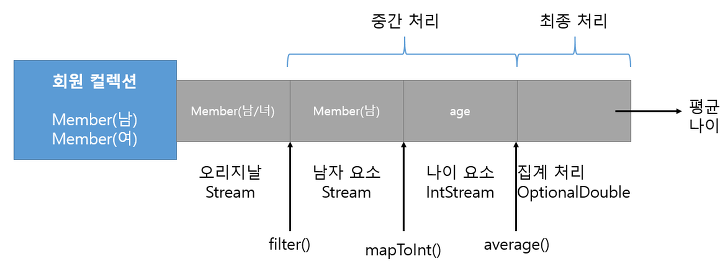 중간 처리
최종 처리
회원 컬렉션
Member(남)
Member(여)
Member(남/녀)
Member(남)
age
평균
나이
오리지날
Stream
남자 요소
Stream
나이 요소
IntStream
집계 처리
OptionalDouble
filter()
mapToInt()
average()